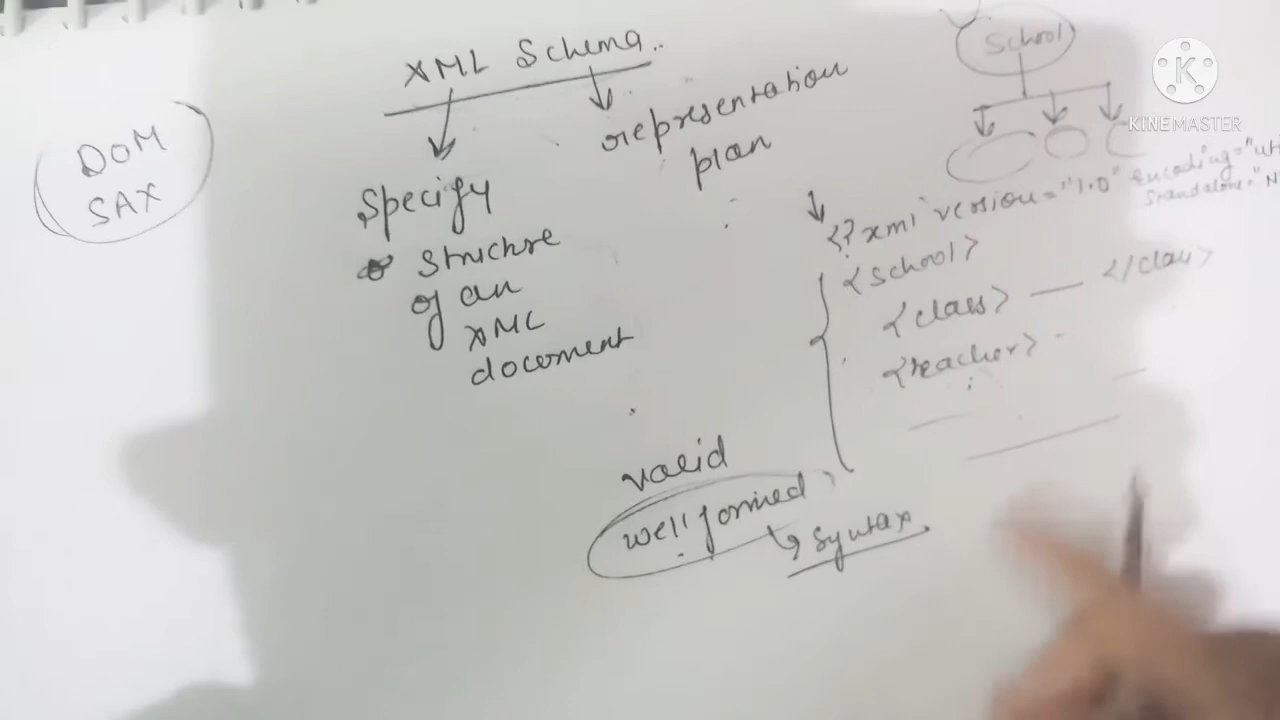 XML Schema..
representation
plan
Specify
structure
of an
XML
document
DOM
SAX
School
KINEMASTER
<?xml version="1.0" Encoding="UT
Standalone="N
<School>
<class> — </class>
<teacher> -
valid
well formed
Syntax.